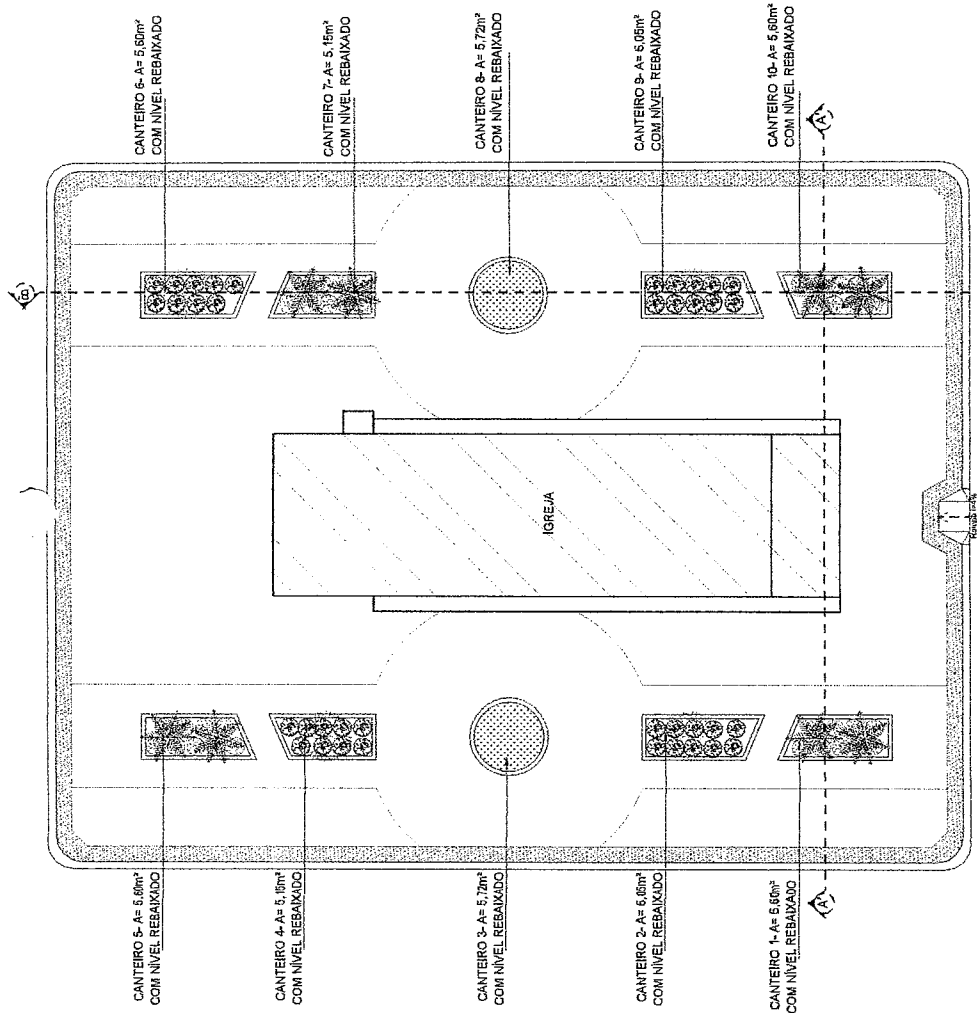 CANTEIRO 6- A= 5,60m²
COM NÍVEL REBAIXADO
CANTEIRO 7- A= 5,15m²
COM NÍVEL REBAIXADO
CANTEIRO 8- A= 5,72m²
COM NÍVEL REBAIXADO
CANTEIRO 9- A= 6,05m²
COM NÍVEL REBAIXADO
CANTEIRO 10- A= 5,60m²
COM NÍVEL REBAIXADO
B'
A'
IGREJA
CANTEIRO 5- A= 5,60m²
COM NÍVEL REBAIXADO
CANTEIRO 4- A= 5,15m²
COM NÍVEL REBAIXADO
CANTEIRO 3- A= 5,72m²
COM NÍVEL REBAIXADO
CANTEIRO 2- A= 6,05m²
COM NÍVEL REBAIXADO
CANTEIRO 1- A= 5,60m²
COM NÍVEL REBAIXADO
A'